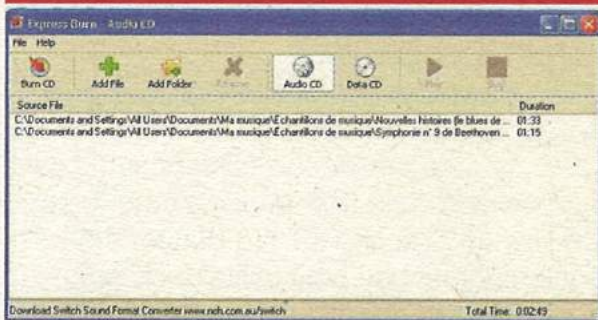 Express Burn - Audio CD
File Help
Burn CD Add File Add Folder Remove Audio CD Data CD Play Stop
Source File Duration
C:\Documents and Settings\All Users\Documents\Ma musique\Échantillons de musique\Nouvelles histoires (le blues de ... 01:33
C:\Documents and Settings\All Users\Documents\Ma musique\Échantillons de musique\Symphonie n° 9 de Beethoven ... 01:15
Download Switch Sound Format Converter www.nch.com.au/switch Total Time: 0:02:49